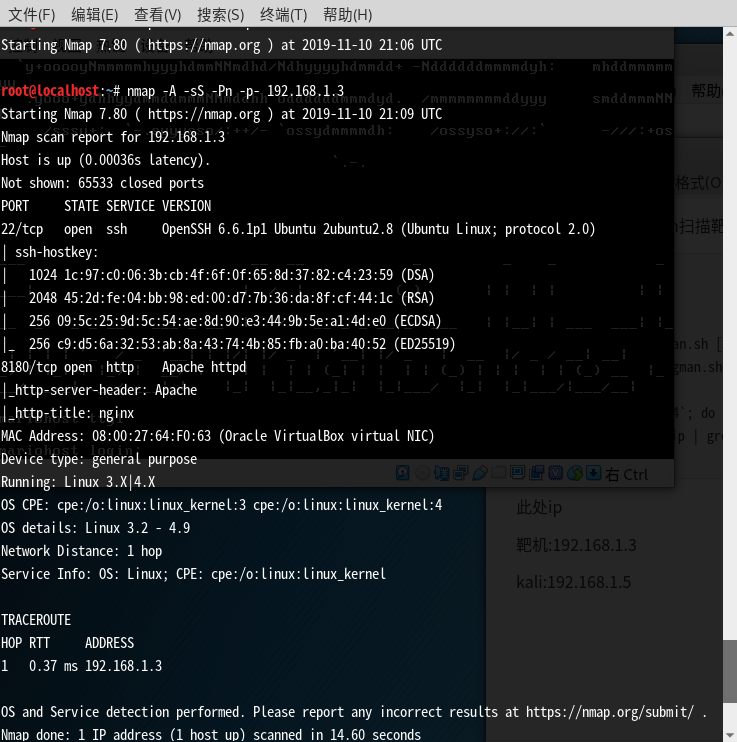 文件(F) 编辑(E) 查看(V) 搜索(S) 终端(T) 帮助(H)
Starting Nmap 7.80 ( https://nmap.org ) at 2019-11-10 21:06 UTC
root@localhost:~# nmap -A -sS -Pn -p- 192.168.1.3
Starting Nmap 7.80 ( https://nmap.org ) at 2019-11-10 21:09 UTC
Nmap scan report for 192.168.1.3
Host is up (0.00036s latency).
Not shown: 65533 closed ports
PORT     STATE SERVICE VERSION
22/tcp   open  ssh     OpenSSH 6.6.1p1 Ubuntu 2ubuntu2.8 (Ubuntu Linux; protocol 2.0)
| ssh-hostkey:
|   1024 1c:97:c0:06:3b:cb:4f:6f:0f:65:8d:37:82:c4:23:59 (DSA)
|   2048 45:2d:fe:04:bb:98:ed:00:d7:7b:36:da:8f:cf:44:1c (RSA)
|   256 09:5c:25:9d:5c:54:ae:8d:90:e3:44:9b:5e:a1:4d:e0 (ECDSA)
|_  256 c9:d5:6a:32:53:ab:8a:43:74:4b:85:fb:a0:ba:40:52 (ED25519)
8180/tcp open  http    Apache httpd
|_http-server-header: Apache
|_http-title: nginx
MAC Address: 08:00:27:64:F0:63 (Oracle VirtualBox virtual NIC)
Device type: general purpose
Running: Linux 3.X|4.X
OS CPE: cpe:/o:linux:linux_kernel:3 cpe:/o:linux:linux_kernel:4
OS details: Linux 3.2 - 4.9
Network Distance: 1 hop
Service Info: OS: Linux; CPE: cpe:/o:linux:linux_kernel
TRACEROUTE
HOP RTT     ADDRESS
1   0.37 ms 192.168.1.3
OS and Service detection performed. Please report any incorrect results at https://nmap.org/submit/ .
Nmap done: 1 IP address (1 host up) scanned in 14.60 seconds
右 Ctrl
帮助
格式(O
扫描靶
此处ip
靶机:192.168.1.3
kali:192.168.1.5